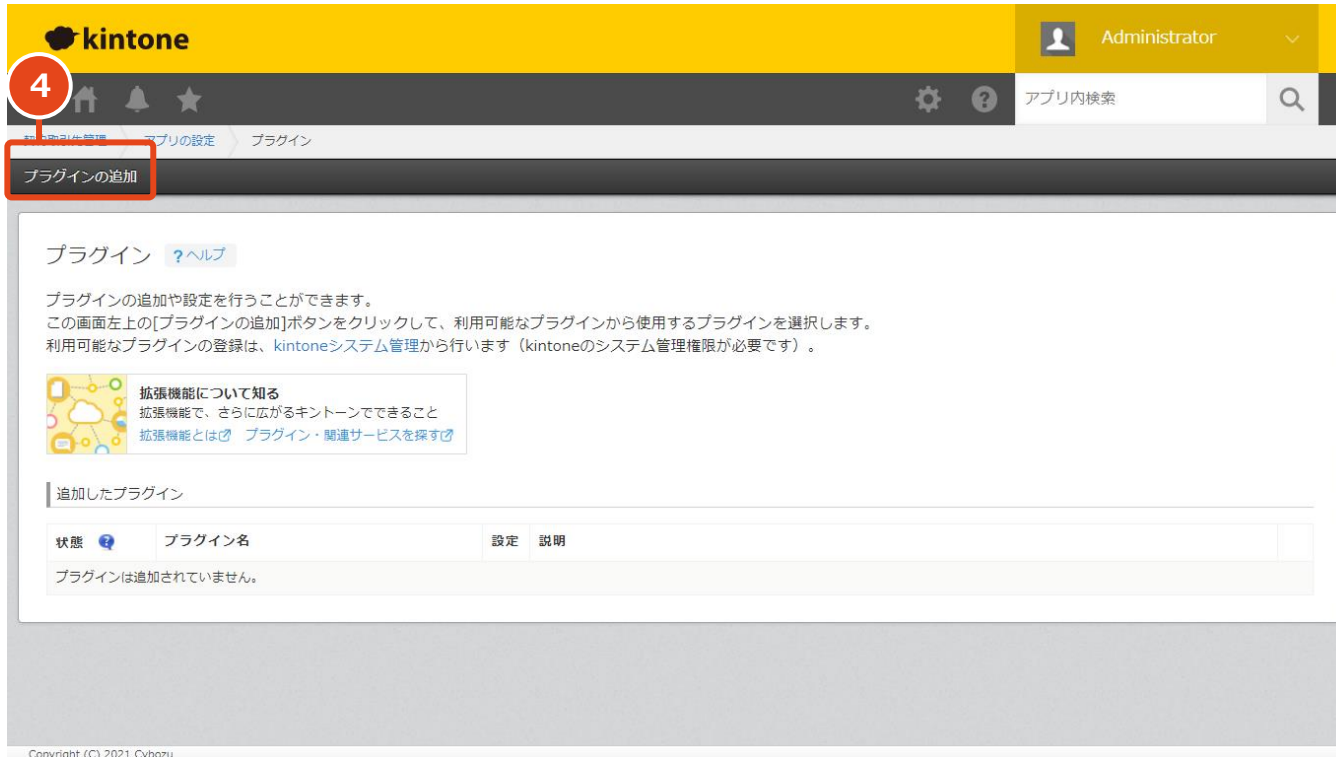 kintone
Administrator
4
アプリ内検索
アプリの設定
プラグイン
プラグインの追加
プラグイン ?ヘルプ
プラグインの追加や設定を行うことができます。
この画面左上の[プラグインの追加]ボタンをクリックして、利用可能なプラグインから使用するプラグインを選択します。
利用可能なプラグインの登録は、kintoneシステム管理から行います（kintoneのシステム管理権限が必要です）。
拡張機能について知る
拡張機能で、さらに広がるキントーンでできること
拡張機能とは プラグイン・関連サービスを探す
追加したプラグイン
状態 ? プラグイン名 設定 説明
プラグインは追加されていません。
Copyright (C) 2021 Cybozu